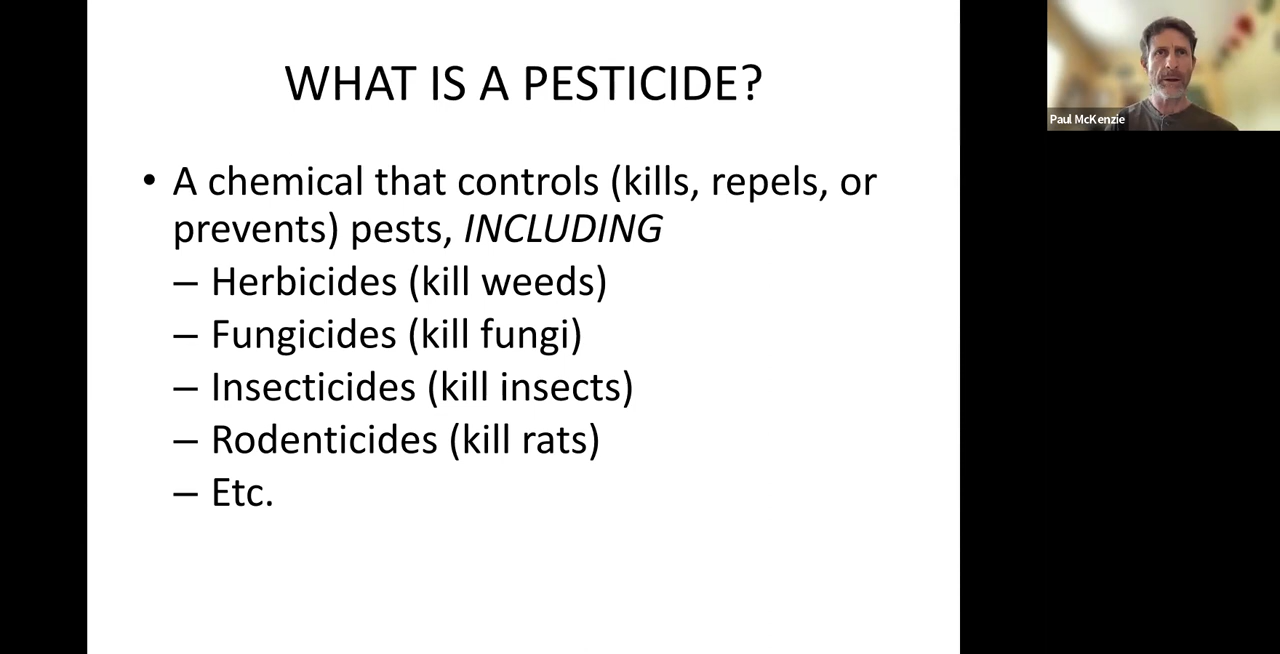 WHAT IS A PESTICIDE?
• A chemical that controls (kills, repels, or
prevents) pests, INCLUDING
– Herbicides (kill weeds)
– Fungicides (kill fungi)
– Insecticides (kill insects)
– Rodenticides (kill rats)
– Etc.
Paul McKenzie